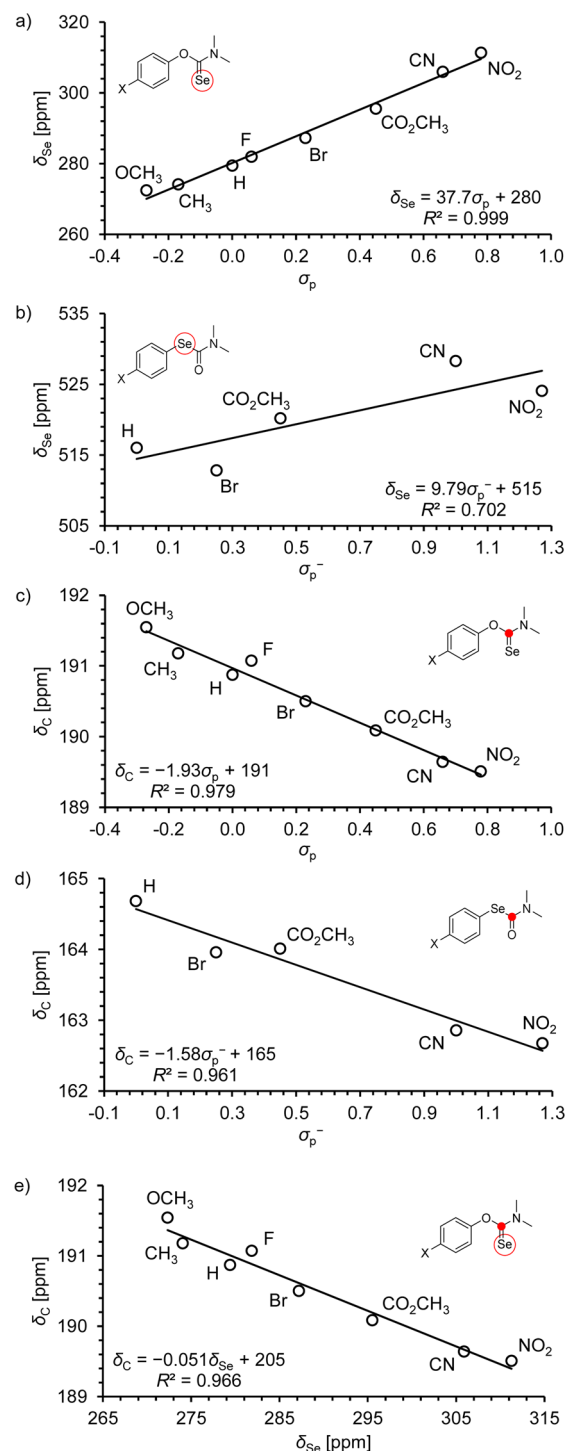 a)
320
300
280
260
δSe [ppm]
X
O
N
Se
OCH₃
CH₃
H
F
Br
CO₂CH₃
CN
NO₂
δSe = 37.7σp + 280
R² = 0.999
-0.4 -0.1 0.2 0.5 0.8 1.0
σp
b)
535
525
515
505
δSe [ppm]
X
Se
N
O
H
Br
CO₂CH₃
CN
NO₂
δSe = 9.79σp⁻ + 515
R² = 0.702
-0.1 0.1 0.3 0.5 0.7 0.9 1.1 1.3
σp⁻
c)
192
191
190
189
δC [ppm]
OCH₃
CH₃
H
F
Br
CO₂CH₃
CN
NO₂
X
O
N
Se
δC = −1.93σp + 191
R² = 0.979
-0.4 -0.2 0.0 0.2 0.4 0.6 0.8 1.0
σp
d)
165
164
163
162
δC [ppm]
H
Br
CO₂CH₃
CN
NO₂
X
Se
N
O
δC = −1.58σp⁻ + 165
R² = 0.961
-0.1 0.1 0.3 0.5 0.7 0.9 1.1 1.3
σp⁻
e)
192
191
190
189
δC [ppm]
OCH₃
CH₃
H
F
Br
CO₂CH₃
CN
NO₂
X
O
N
Se
δC = −0.051δSe + 205
R² = 0.966
265 275 285 295 305 315
δSe [ppm]